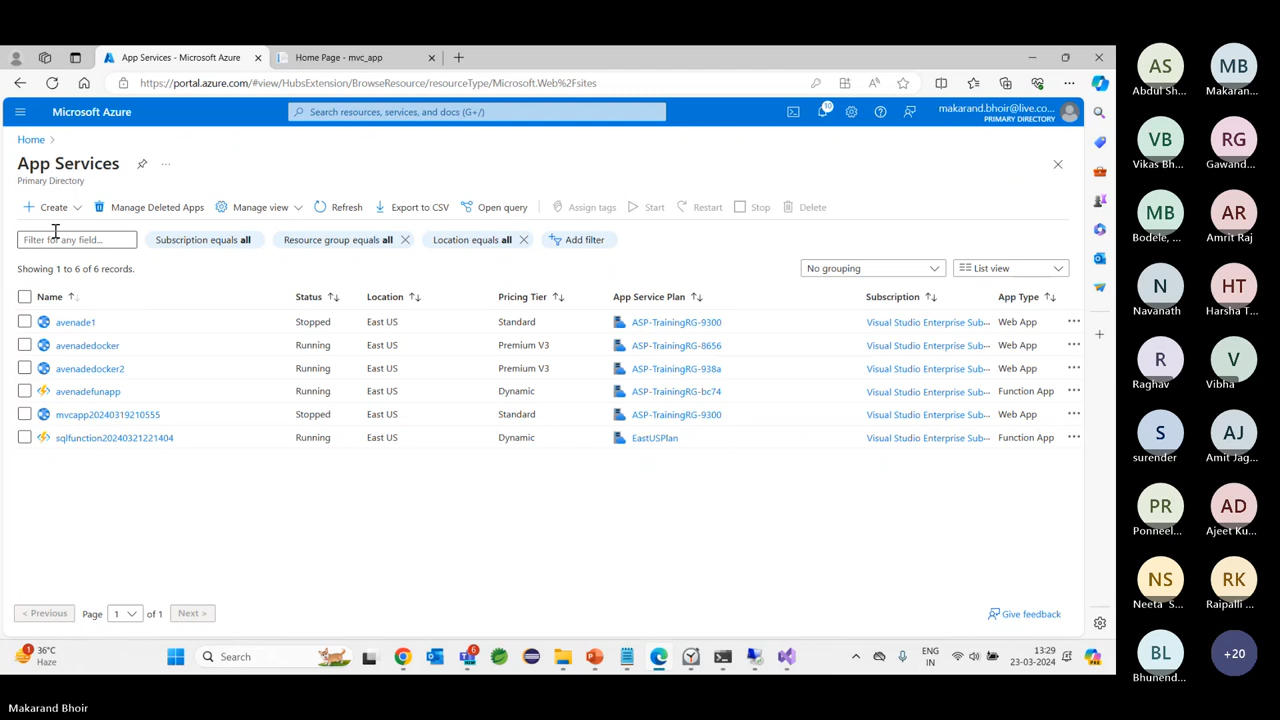 App Services - Microsoft Azure
Home Page - mvc_app
https://portal.azure.com/#view/HubsExtension/BrowseResource/resourceType/Microsoft.Web%2Fsites
Microsoft Azure
Search resources, services, and docs (G+/)
10
makarand.bhoir@live.co...
PRIMARY DIRECTORY
Home >
App Services
...
Primary Directory
Create
Manage Deleted Apps
Manage view
Refresh
Export to CSV
Open query
Assign tags
Start
Restart
Stop
Delete
Filter for any field...
Subscription equals all
Resource group equals all
Location equals all
Add filter
Showing 1 to 6 of 6 records.
No grouping
List view
Name Status Location Pricing Tier App Service Plan Subscription App Type
avenade1 Stopped East US Standard ASP-TrainingRG-9300 Visual Studio Enterprise Sub... Web App
avenadedocker Running East US Premium V3 ASP-TrainingRG-8656 Visual Studio Enterprise Sub... Web App
avenadedocker2 Running East US Premium V3 ASP-TrainingRG-938a Visual Studio Enterprise Sub... Web App
avenadefunapp Running East US Dynamic ASP-TrainingRG-bc74 Visual Studio Enterprise Sub... Function App
mvcapp20240319210555 Stopped East US Standard ASP-TrainingRG-9300 Visual Studio Enterprise Sub... Web App
sqlfunction20240321221404 Running East US Dynamic EastUSPlan Visual Studio Enterprise Sub... Function App
< Previous
Page 1 of 1
Next >
Give feedback
1
36°C
Haze
Search
6
ENG
IN
13:29
23-03-2024
Makarand Bhoir
AS
Abdul Sh...
MB
Makaran...
VB
Vikas Bh...
RG
Gawand...
MB
Bodele, ...
AR
Amrit Raj
N
Navanath
HT
Harsha T...
R
Raghav
V
Vibha
S
surender
AJ
Amit Jag...
PR
Ponneel...
AD
Ajeet Ku...
NS
Neeta S...
RK
Raipalli ...
BL
Bhunend...
+20